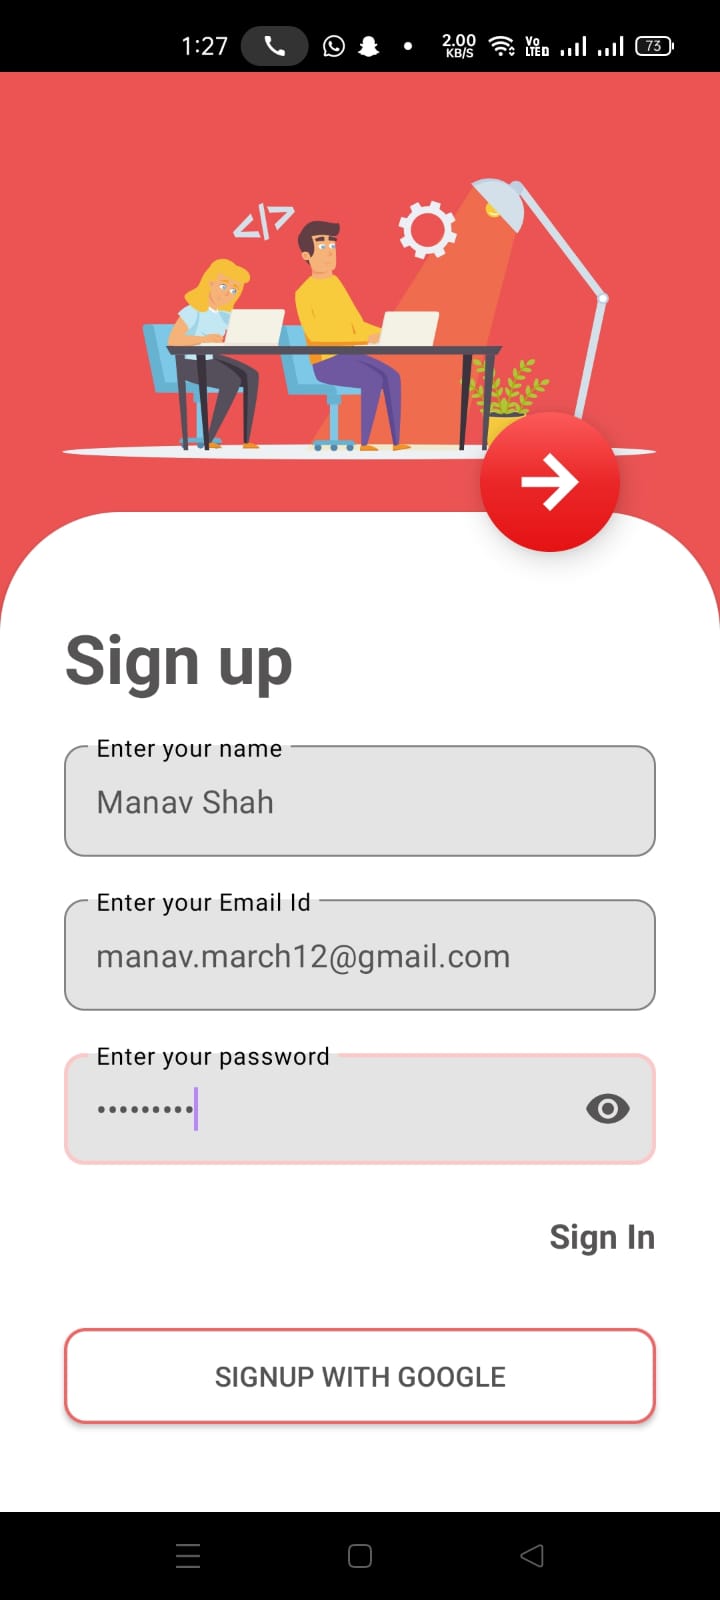 1:27 2.00 KB/S Vo LTED 73
</>
Sign up
Enter your name
Manav Shah
Enter your Email Id
manav.march12@gmail.com
Enter your password
•••••••••
Sign In
SIGNUP WITH GOOGLE